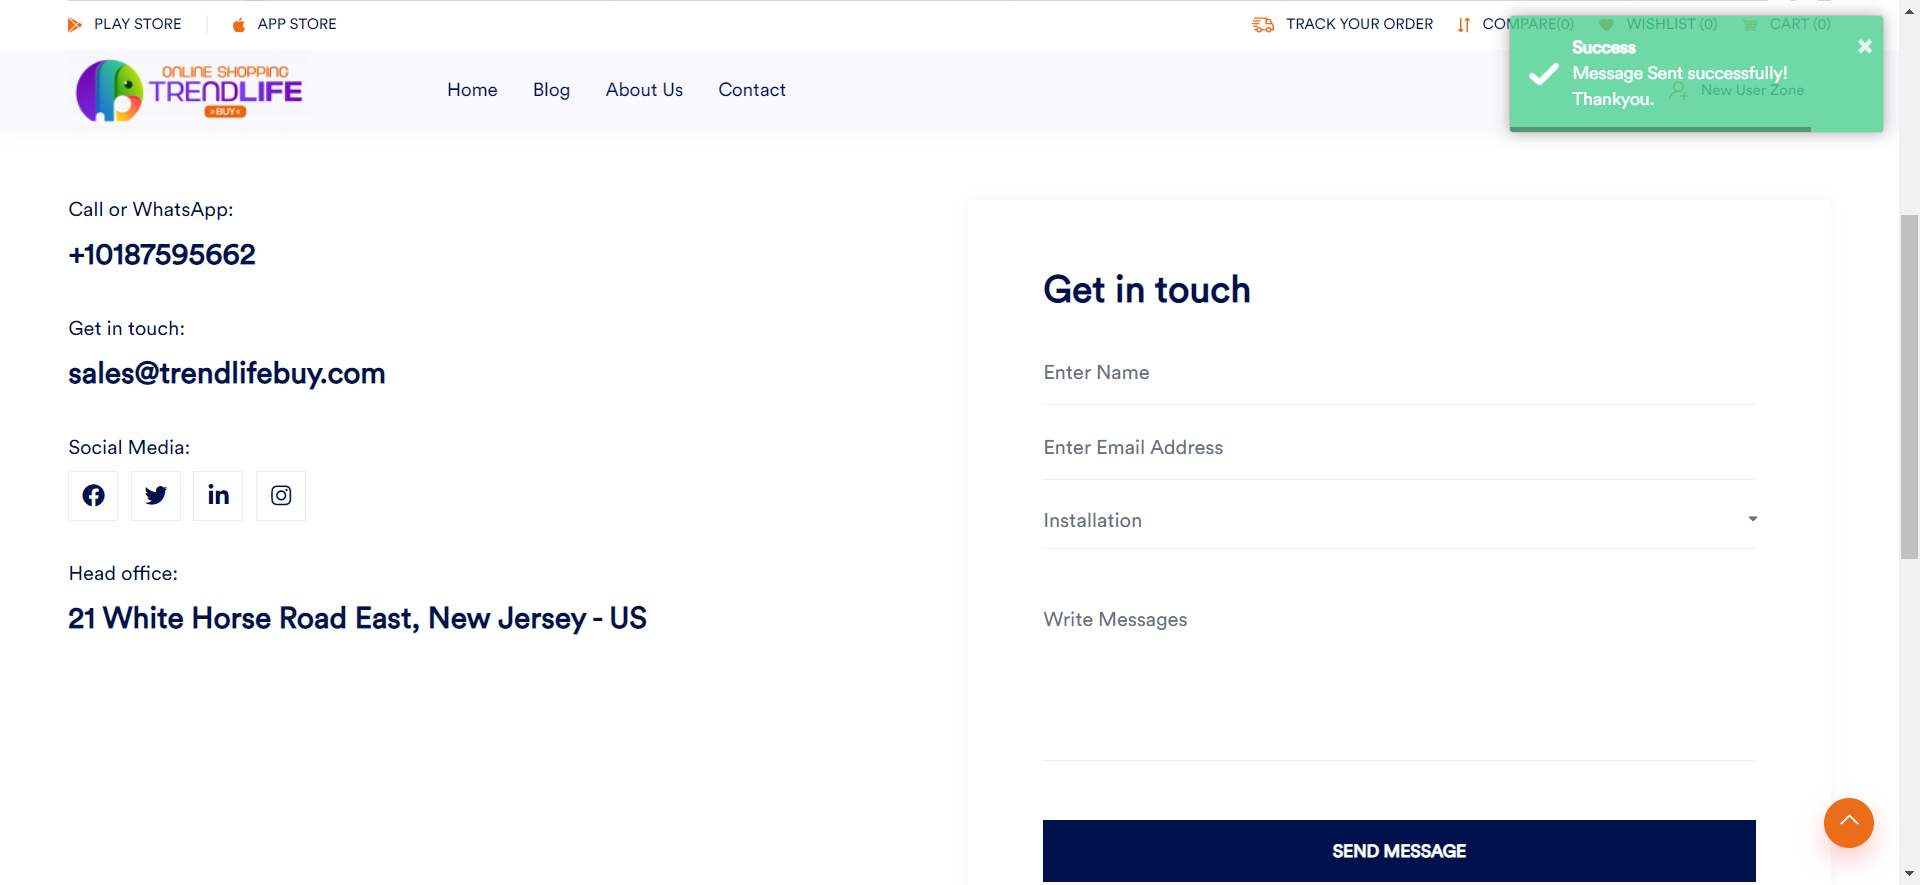 PLAY STORE
APP STORE
TRACK YOUR ORDER
COMPARE(0)
WISHLIST (0)
CART (0)
Success
Message Sent successfully!
Thankyou.
New User Zone
ONLINE SHOPPING
TRENDLIFE
BUY
Home
Blog
About Us
Contact
Call or WhatsApp:
+10187595662
Get in touch:
sales@trendlifebuy.com
Social Media:
Head office:
21 White Horse Road East, New Jersey - US
Get in touch
Enter Name
Enter Email Address
Installation
Write Messages
SEND MESSAGE